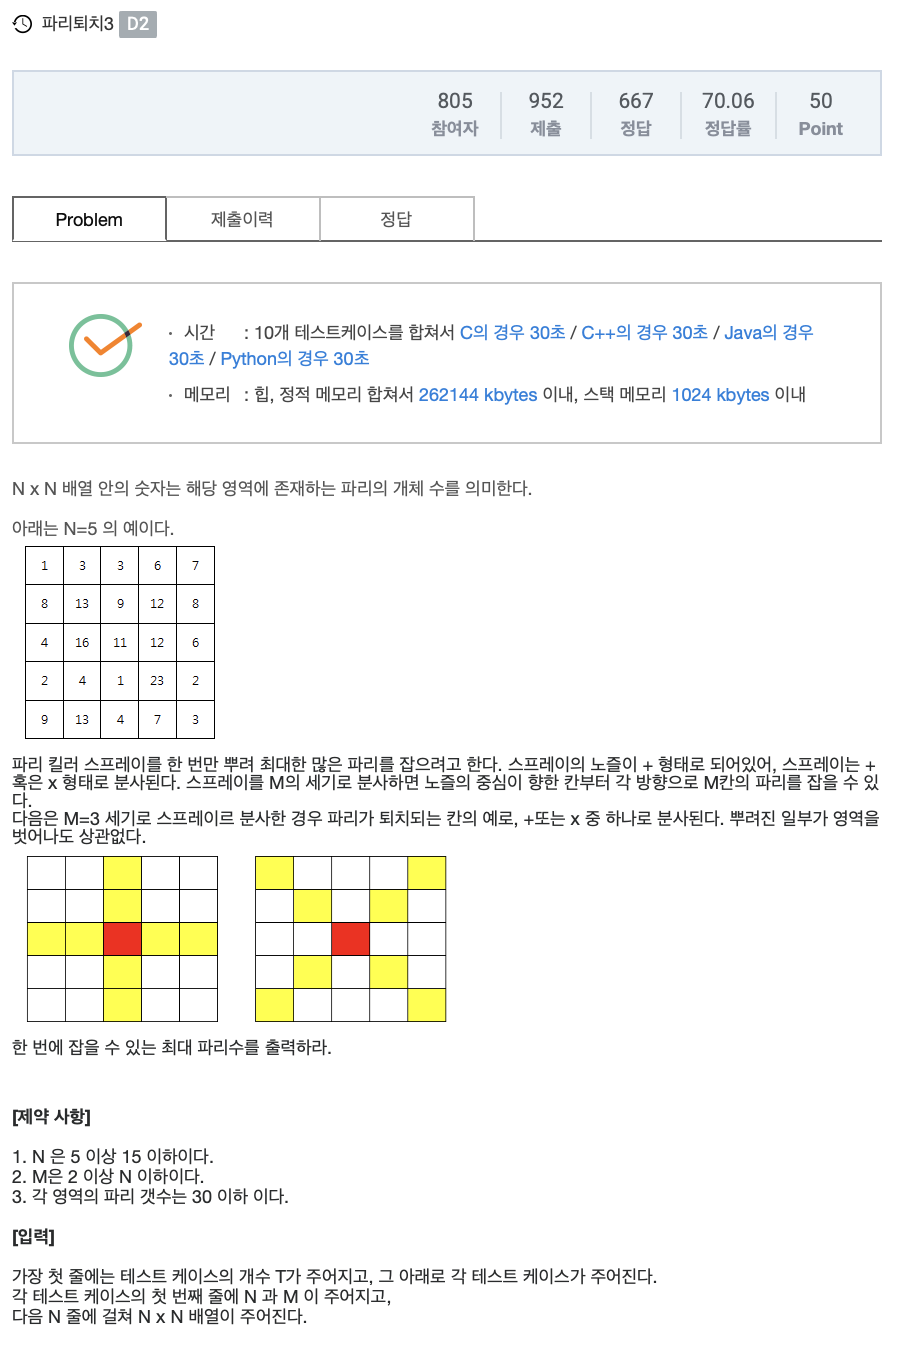 파리퇴치3 D2
805 952 667 70.06 50
참여자 제출 정답 정답률 Point
Problem 제출이력 정답
· 시간 : 10개 테스트케이스를 합쳐서 C의 경우 30초 / C++의 경우 30초 / Java의 경우
30초 / Python의 경우 30초
· 메모리 : 힙, 정적 메모리 합쳐서 262144 kbytes 이내, 스택 메모리 1024 kbytes 이내
N x N 배열 안의 숫자는 해당 영역에 존재하는 파리의 개체 수를 의미한다.
아래는 N=5 의 예이다.
1 3 3 6 7
8 13 9 12 8
4 16 11 12 6
2 4 1 23 2
9 13 4 7 3
파리 킬러 스프레이를 한 번만 뿌려 최대한 많은 파리를 잡으려고 한다. 스프레이의 노즐이 + 형태로 되어있어, 스프레이는 +
혹은 x 형태로 분사된다. 스프레이를 M의 세기로 분사하면 노즐의 중심이 향한 칸부터 각 방향으로 M칸의 파리를 잡을 수 있
다.
다음은 M=3 세기로 스프레이르 분사한 경우 파리가 퇴치되는 칸의 예로, +또는 x 중 하나로 분사된다. 뿌려진 일부가 영역을
벗어나도 상관없다.
한 번에 잡을 수 있는 최대 파리수를 출력하라.
[제약 사항]
1. N 은 5 이상 15 이하이다.
2. M은 2 이상 N 이하이다.
3. 각 영역의 파리 갯수는 30 이하 이다.
[입력]
가장 첫 줄에는 테스트 케이스의 개수 T가 주어지고, 그 아래로 각 테스트 케이스가 주어진다.
각 테스트 케이스의 첫 번째 줄에 N 과 M 이 주어지고,
다음 N 줄에 걸쳐 N x N 배열이 주어진다.